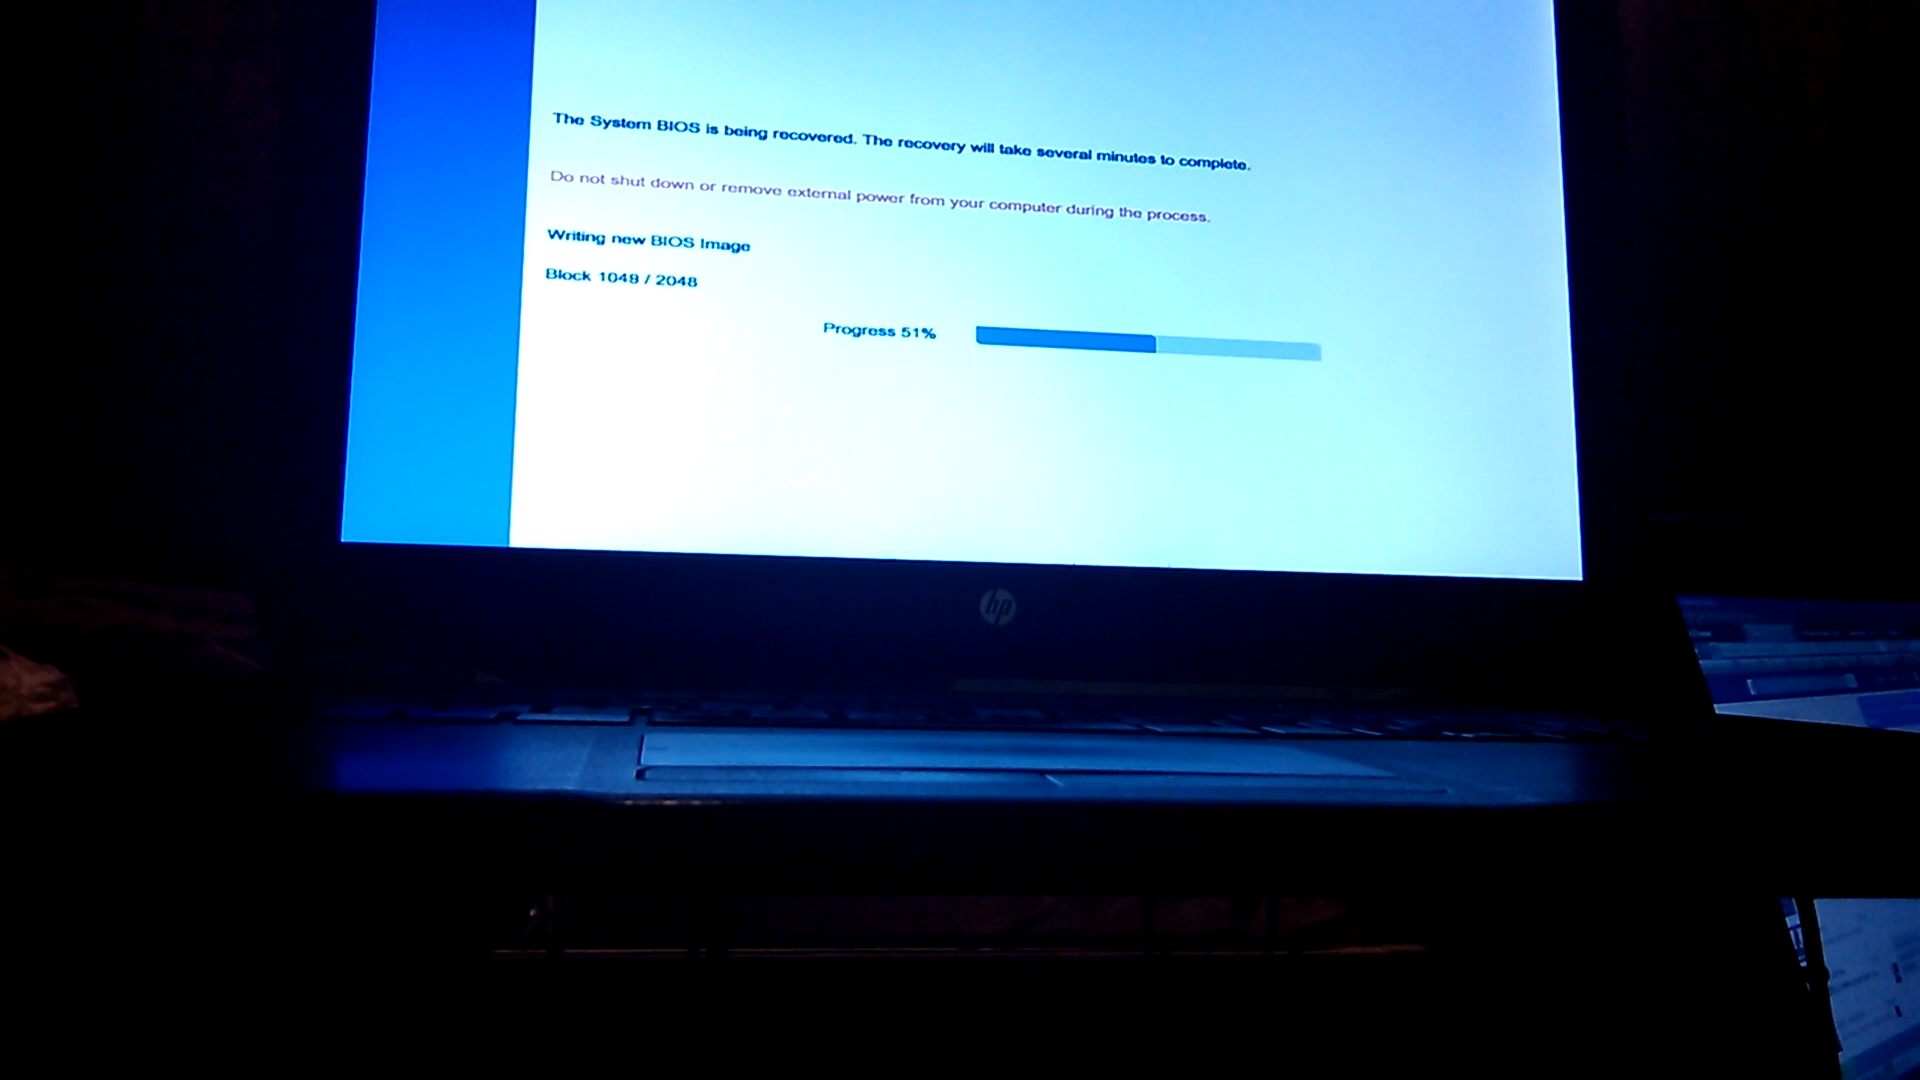 The System BIOS is being recovered. The recovery will take several minutes to complete.
Do not shut down or remove external power from your computer during the process.
Writing new BIOS Image
Block 1049 / 2048
Progress 51%
hp